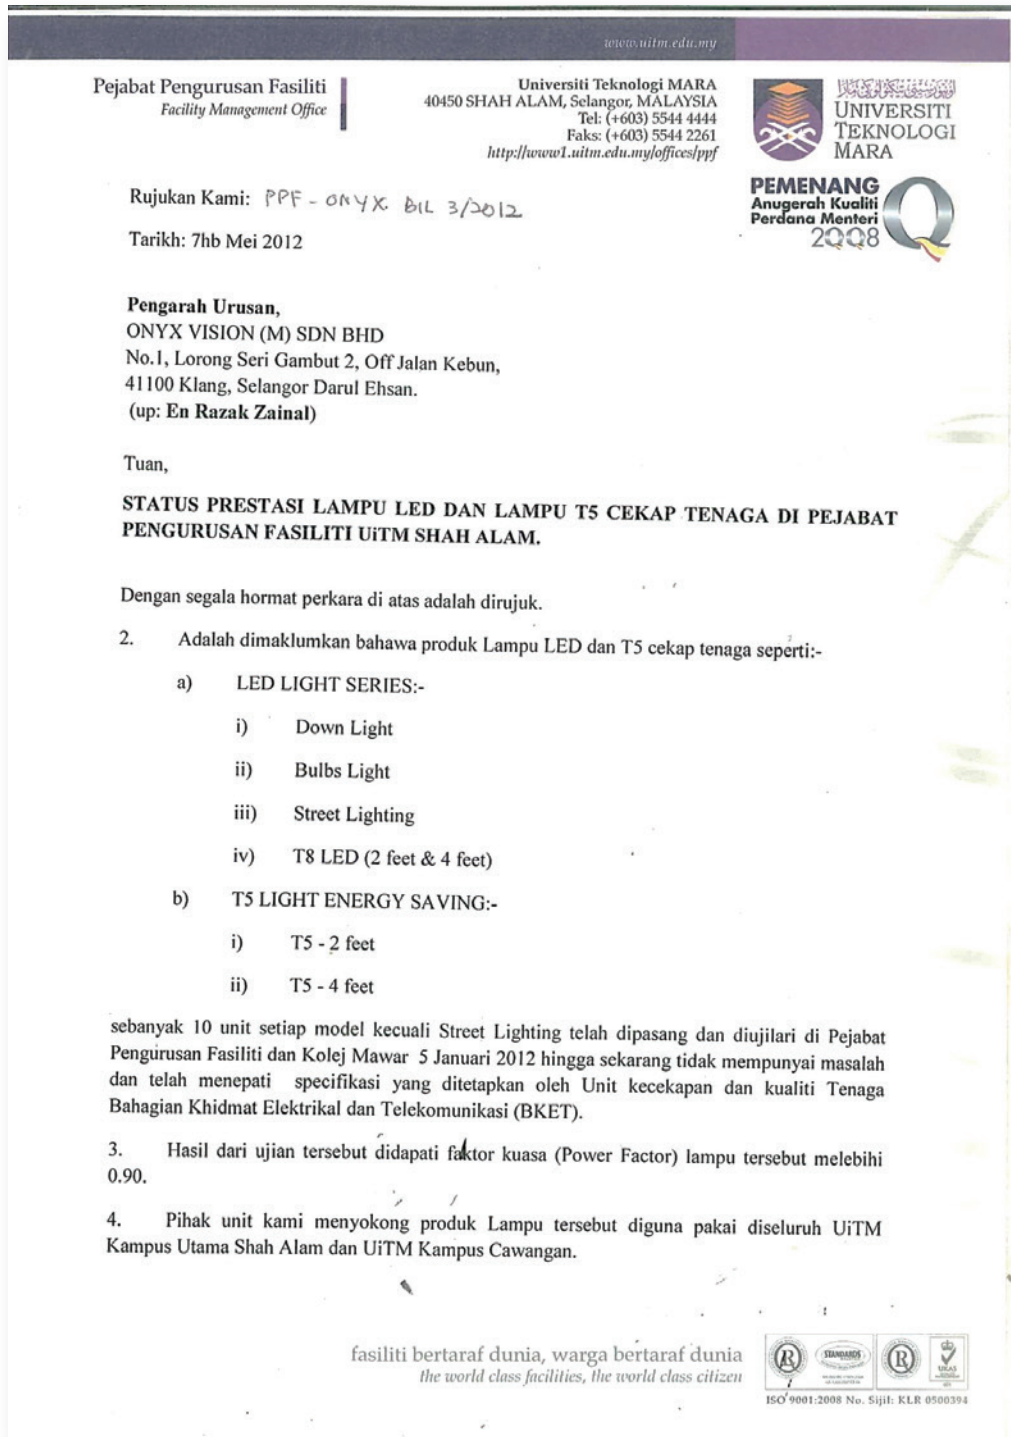 www.uitm.edu.my
Pejabat Pengurusan Fasiliti
Facility Management Office
Universiti Teknologi MARA
40450 SHAH ALAM, Selangor, MALAYSIA
Tel: (+603) 5544 4444
Faks: (+603) 5544 2261
http://www1.uitm.edu.my/offices/ppf
UNIVERSITI
TEKNOLOGI
MARA
PEMENANG
Anugerah Kualiti
Perdana Menteri
2008
Rujukan Kami: PPF - ONYX. BIL 3/2012
Tarikh: 7hb Mei 2012
Pengarah Urusan,
ONYX VISION (M) SDN BHD
No.1, Lorong Seri Gambut 2, Off Jalan Kebun,
41100 Klang, Selangor Darul Ehsan.
(up: En Razak Zainal)
Tuan,
STATUS PRESTASI LAMPU LED DAN LAMPU T5 CEKAP TENAGA DI PEJABAT
PENGURUSAN FASILITI UiTM SHAH ALAM.
Dengan segala hormat perkara di atas adalah dirujuk.
2. Adalah dimaklumkan bahawa produk Lampu LED dan T5 cekap tenaga seperti:-
a) LED LIGHT SERIES:-
i) Down Light
ii) Bulbs Light
iii) Street Lighting
iv) T8 LED (2 feet & 4 feet)
b) T5 LIGHT ENERGY SAVING:-
i) T5 - 2 feet
ii) T5 - 4 feet
sebanyak 10 unit setiap model kecuali Street Lighting telah dipasang dan diujilari di Pejabat
Pengurusan Fasiliti dan Kolej Mawar 5 Januari 2012 hingga sekarang tidak mempunyai masalah
dan telah menepati specifikasi yang ditetapkan oleh Unit kecekapan dan kualiti Tenaga
Bahagian Khidmat Elektrikal dan Telekomunikasi (BKET).
3. Hasil dari ujian tersebut didapati faktor kuasa (Power Factor) lampu tersebut melebihi
0.90.
4. Pihak unit kami menyokong produk Lampu tersebut diguna pakai diseluruh UiTM
Kampus Utama Shah Alam dan UiTM Kampus Cawangan.
fasiliti bertaraf dunia, warga bertaraf dunia
the world class facilities, the world class citizen
STANDARDS
UKAS
ISO 9001:2008 No. Sijil: KLR 0500394